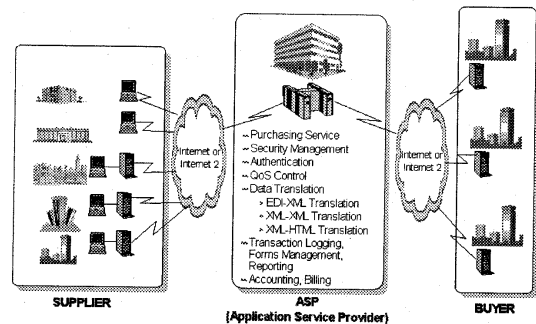 Internet or
Internet 2
~ Purchasing Service
~ Security Management
~ Authentication
~ QoS Control
~ Data Translation
> EDI-XML Translation
> XML-XML Translation
> XML-HTML Translation
~ Transaction Logging,
Forms Management,
Reporting
~ Accounting, Billing
Internet or
Internet 2
SUPPLIER
ASP
(Application Service Provider)
BUYER